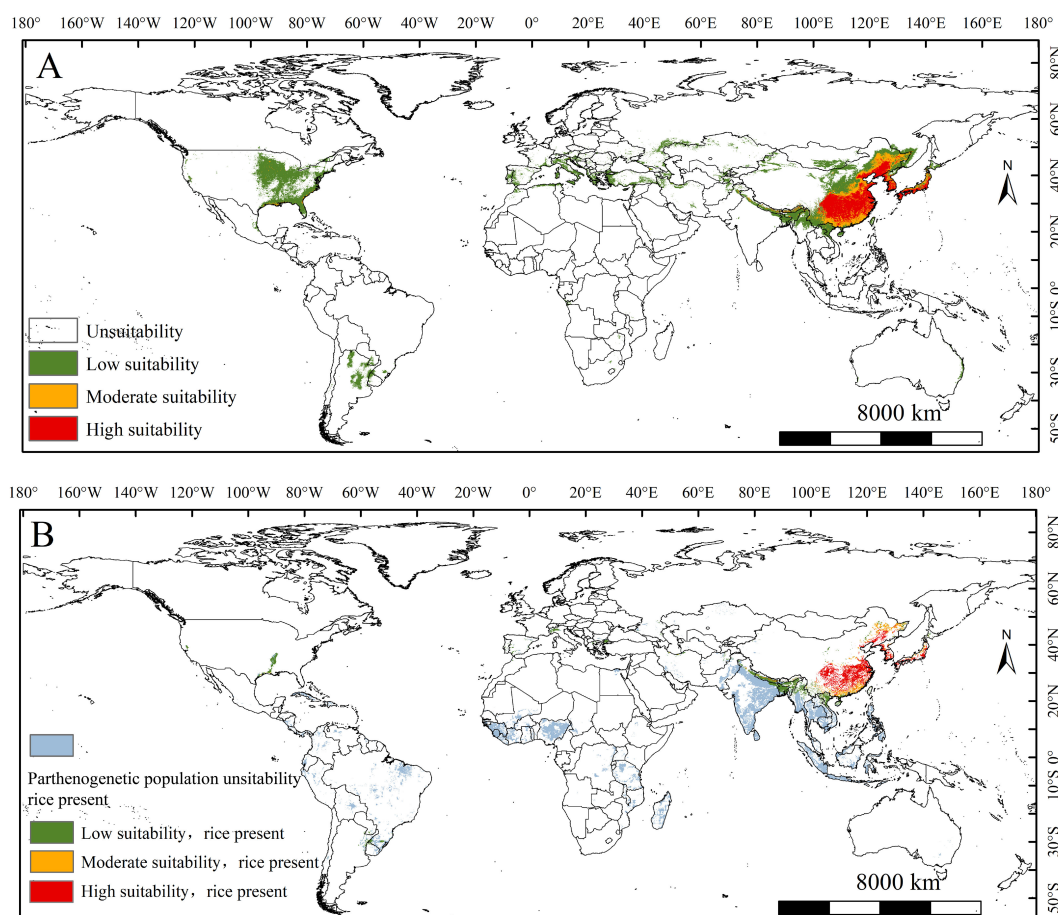 180° 160°W 140°W 120°W 100°W 80°W 60°W 40°W 20°W 0° 20°E 40°E 60°E 80°E 100°E 120°E 140°E 160°E 180°
A
80°N
60°N
N
40°N
20°N
0°
10°S
30°S
50°S
Unsuitability
Low suitability
Moderate suitability
High suitability
8000 km
180° 160°W 140°W 120°W 100°W 80°W 60°W 40°W 20°W 0° 20°E 40°E 60°E 80°E 100°E 120°E 140°E 160°E 180°
B
80°N
60°N
N
40°N
20°N
0°
10°S
30°S
50°S
Parthenogenetic population unsitability
rice present
Low suitability, rice present
Moderate suitability, rice present
High suitability, rice present
8000 km